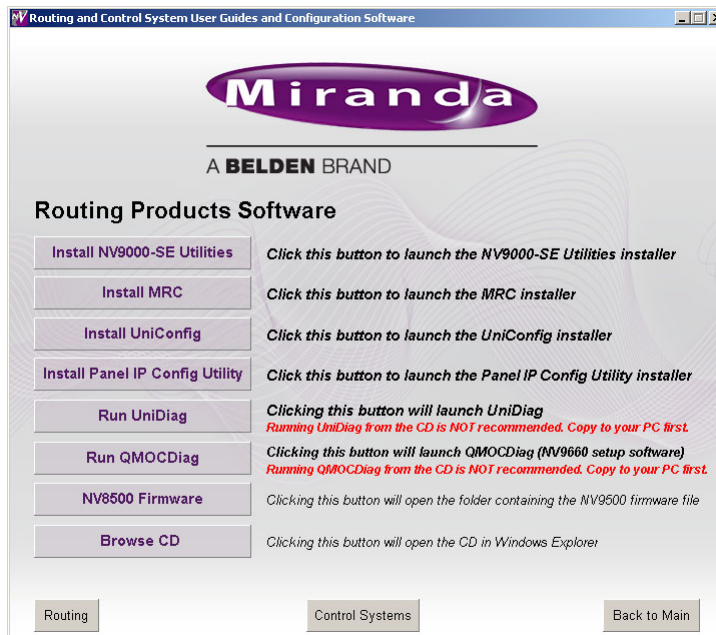 Routing and Control System User Guides and Configuration Software
Miranda
A BELDEN BRAND
Routing Products Software
Install NV9000-SE Utilities
Click this button to launch the NV9000-SE Utilities installer
Install MRC
Click this button to launch the MRC installer
Install UniConfig
Click this button to launch the UniConfig installer
Install Panel IP Config Utility
Click this button to launch the Panel IP Config Utility installer
Run UniDiag
Clicking this button will launch UniDiag
Running UniDiag from the CD is NOT recommended. Copy to your PC first.
Run QMOCDiag
Clicking this button will launch QMOCDiag (NV9660 setup software)
Running QMOCDiag from the CD is NOT recommended. Copy to your PC first.
NV8500 Firmware
Clicking this button will open the folder containing the NV9500 firmware file
Browse CD
Clicking this button will open the CD in Windows Explorer
Routing
Control Systems
Back to Main